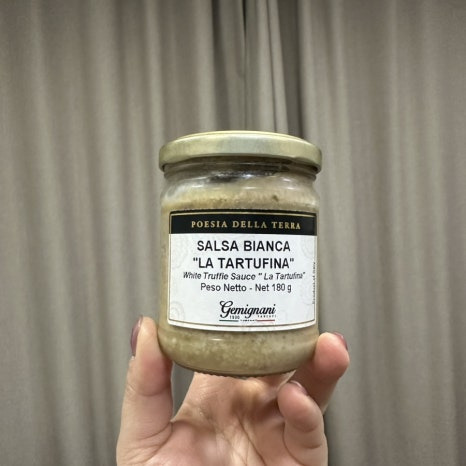 POESIA DELLA TERRA
SALSA BIANCA
"LA TARTUFINA"
White Truffle Sauce " La Tartufina"
Peso Netto - Net 180 g
Gemignani